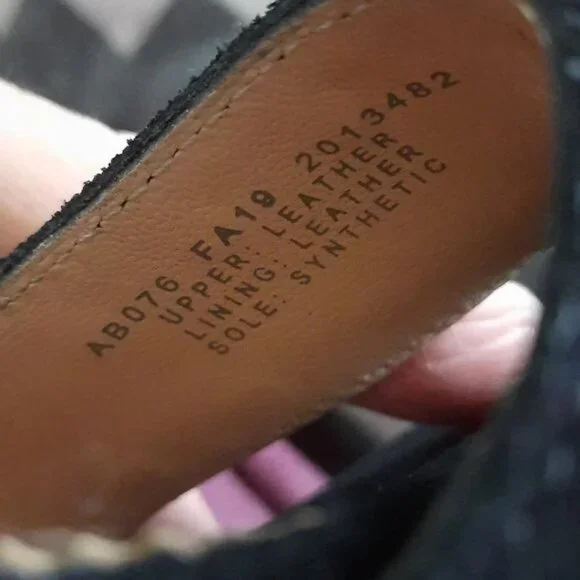 AB076 FA19 2013482
UPPER: LEATHER
LINING: LEATHER
SOLE: SYNTHETIC